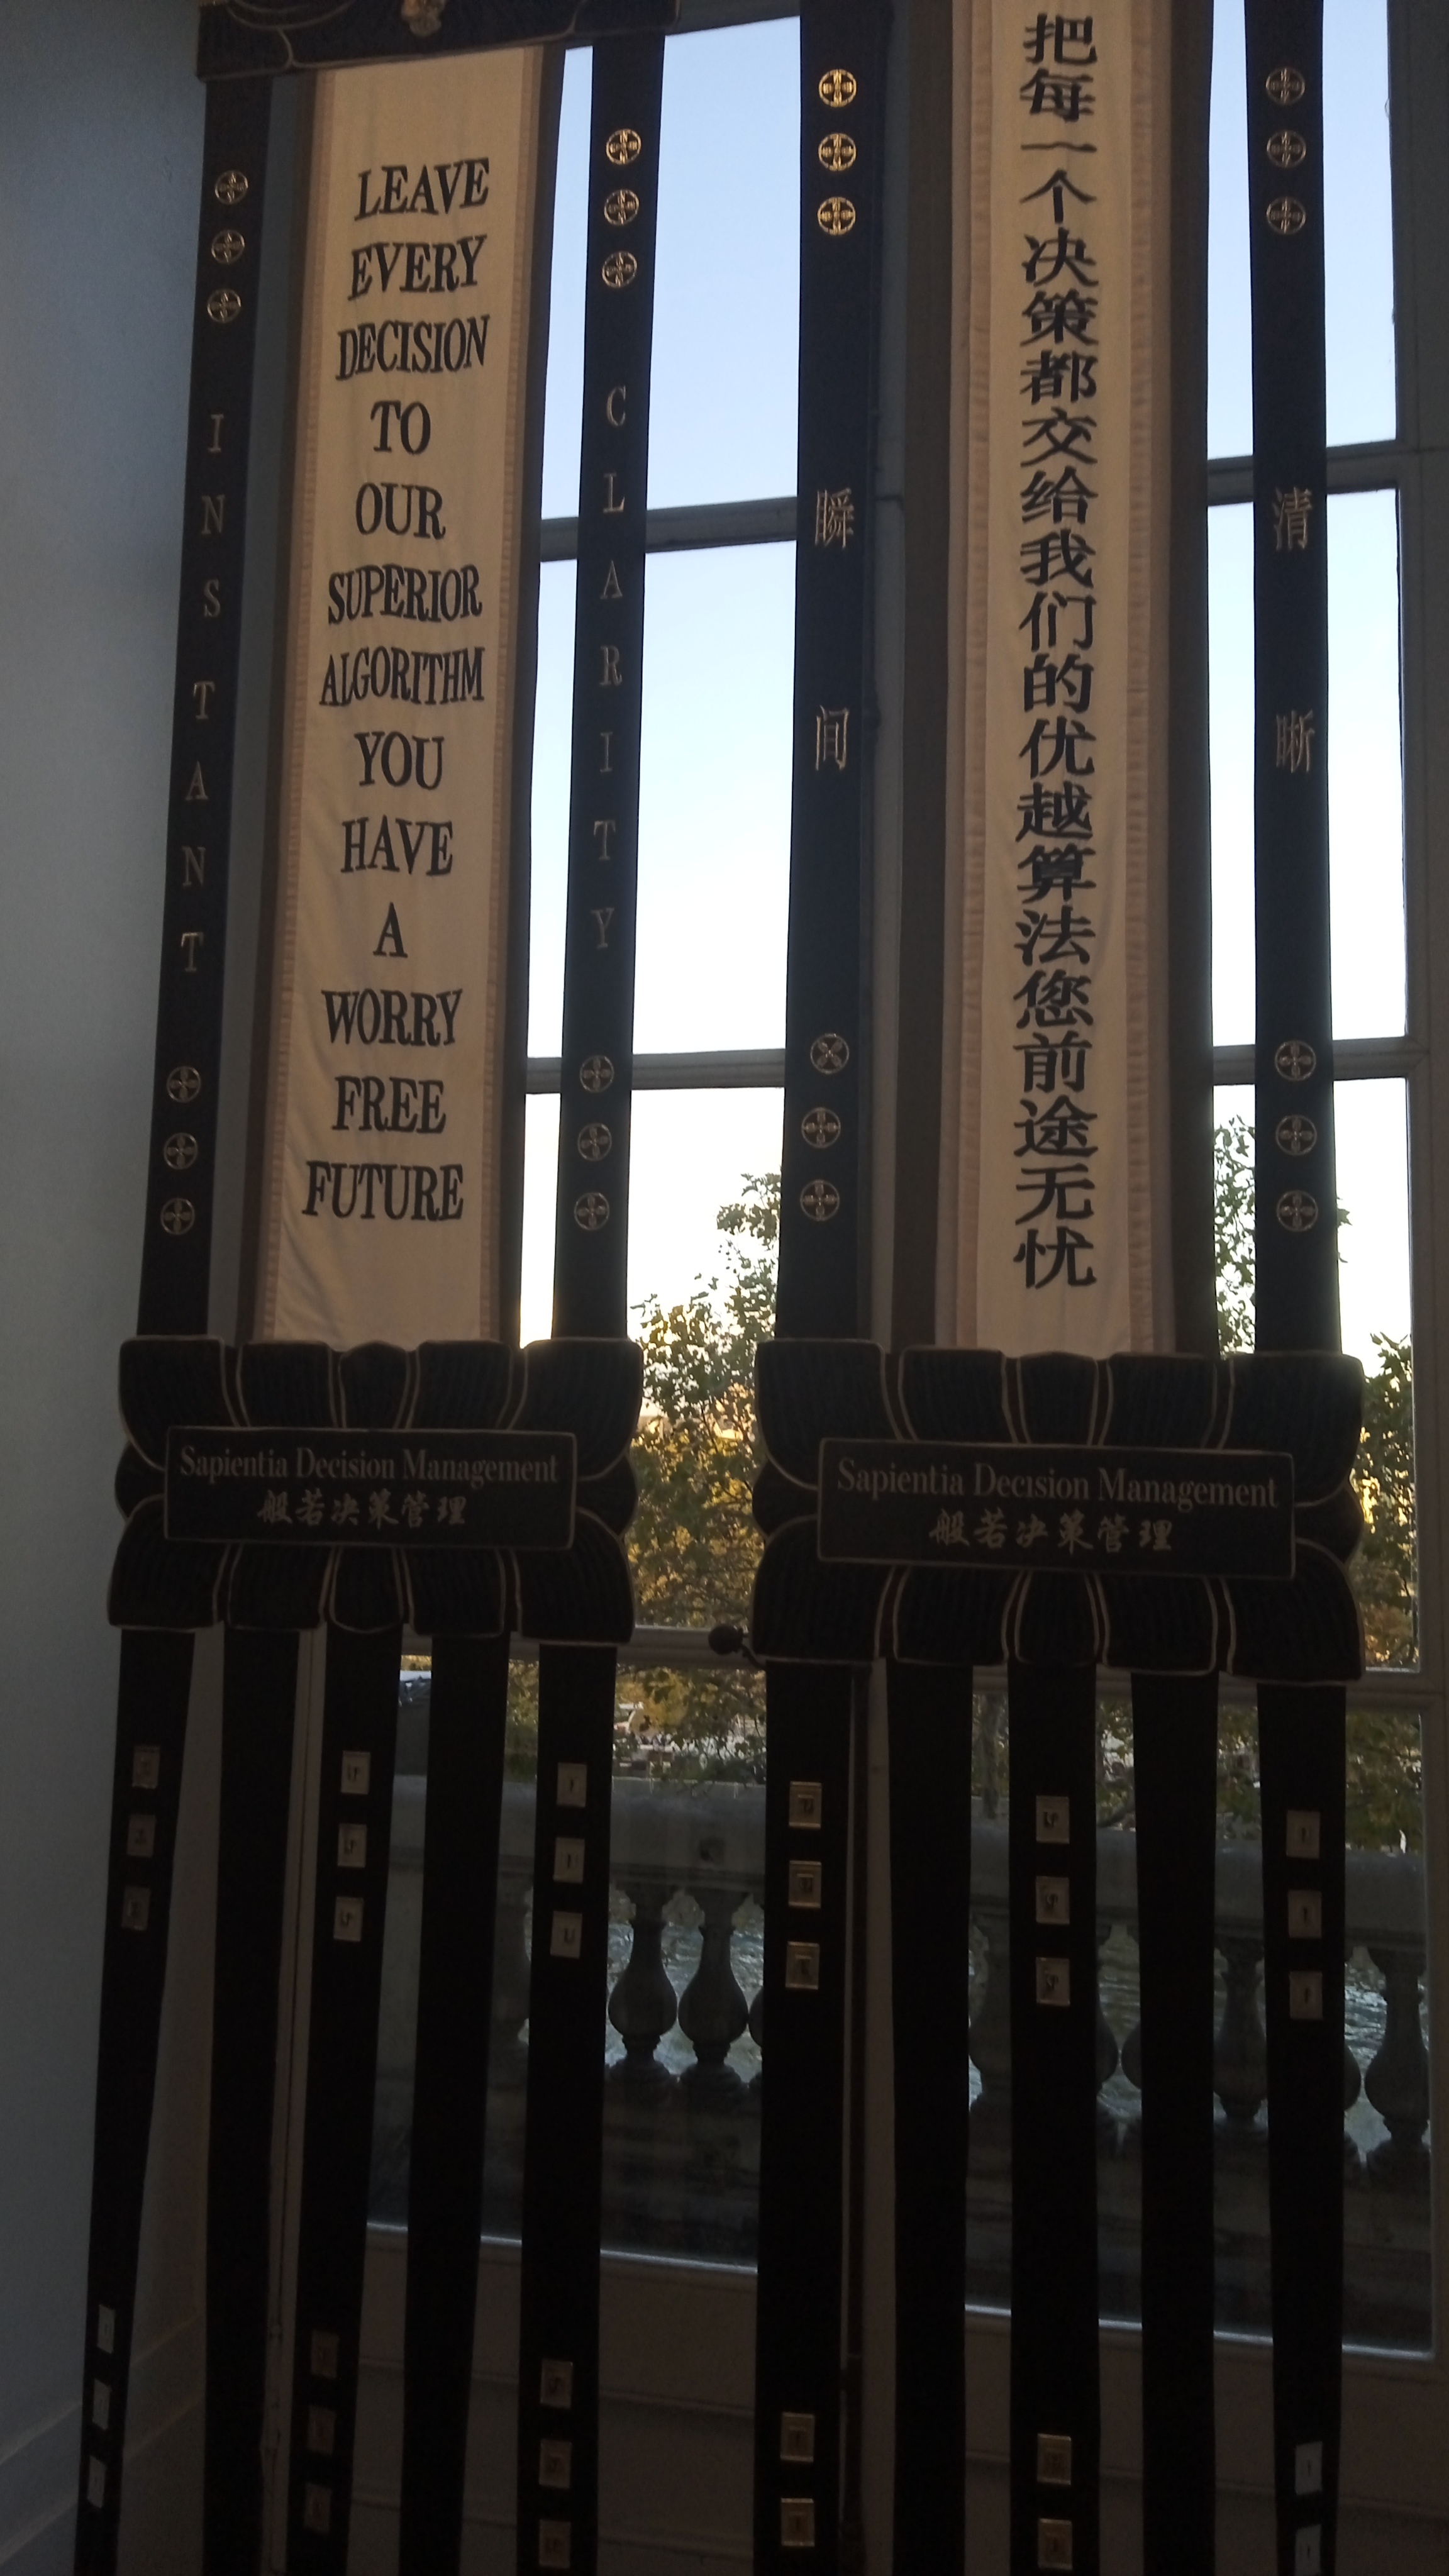 INSTANT
LEAVE
EVERY
DECISION
TO
OUR
SUPERIOR
ALGORITHM
YOU
HAVE
A
WORRY
FREE
FUTURE
CLARITY
Sapientia Decision Management
般若决策管理
瞬间
把每一个决策都交给我们的优越算法您前途无忧
清晰
Sapientia Decision Management
般若决策管理